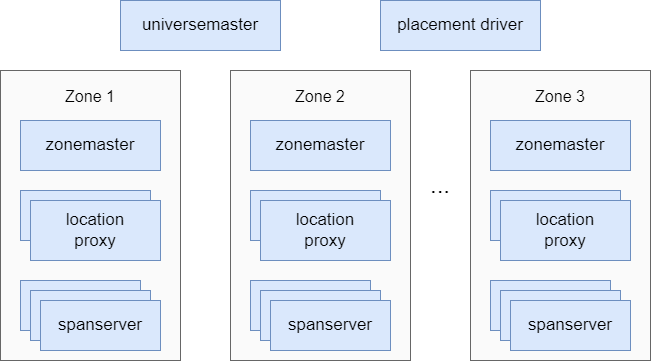 universemaster
placement driver
Zone 1
zonemaster
location
proxy
spanserver
Zone 2
zonemaster
location
proxy
spanserver
...
Zone 3
zonemaster
location
proxy
spanserver